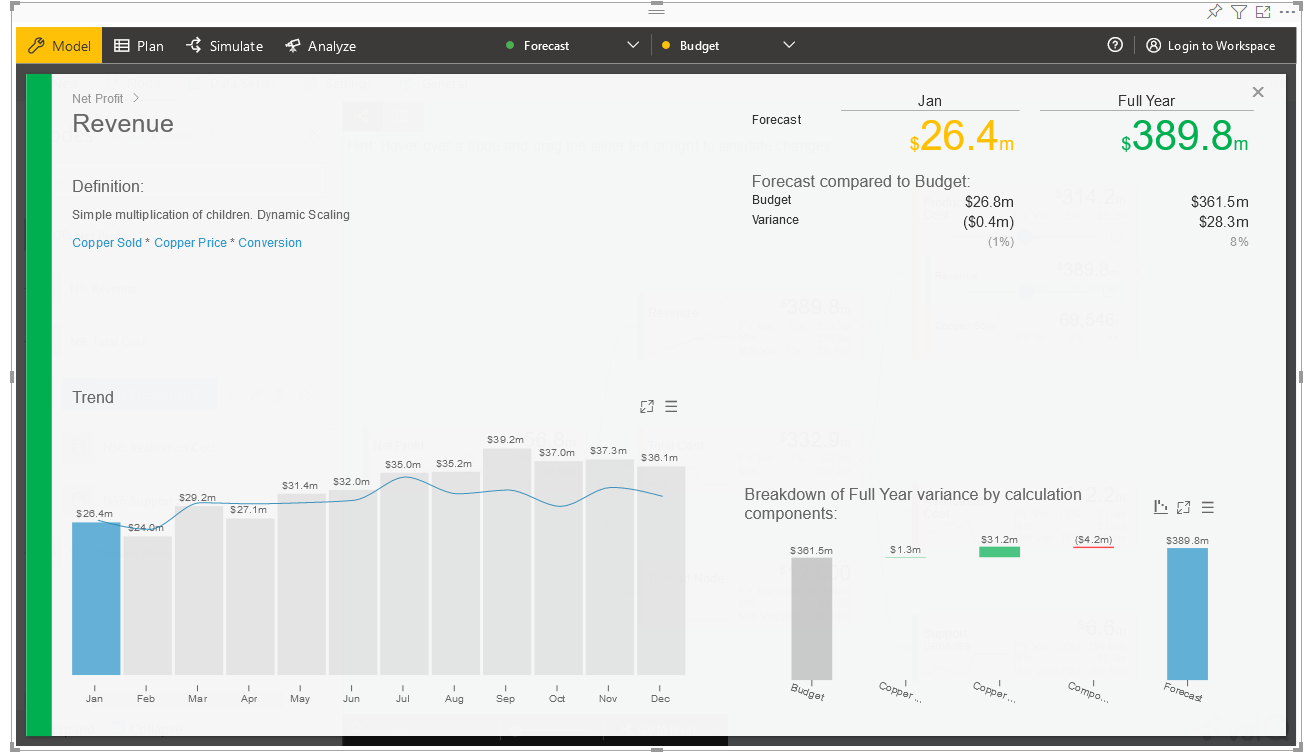 Model Plan Simulate Analyze Forecast Budget Login to Workspace
Net Profit
Revenue
Jan Full Year
Forecast $26.4m $389.8m
Definition:
Simple multiplication of children. Dynamic Scaling
Copper Sold * Copper Price * Conversion
Forecast compared to Budget:
Budget $26.8m $361.5m
Variance ($0.4m) $28.3m
(1%) 8%
Trend
$26.4m $24.0m $29.2m $27.1m $31.4m $32.0m $35.0m $35.2m $39.2m $37.0m $37.3m $36.1m
Jan Feb Mar Apr May Jun Jul Aug Sep Oct Nov Dec
Breakdown of Full Year variance by calculation
components:
$361.5m $1.3m $31.2m ($4.2m) $389.8m
Budget Copper ... Copper ... Compo... Forecast